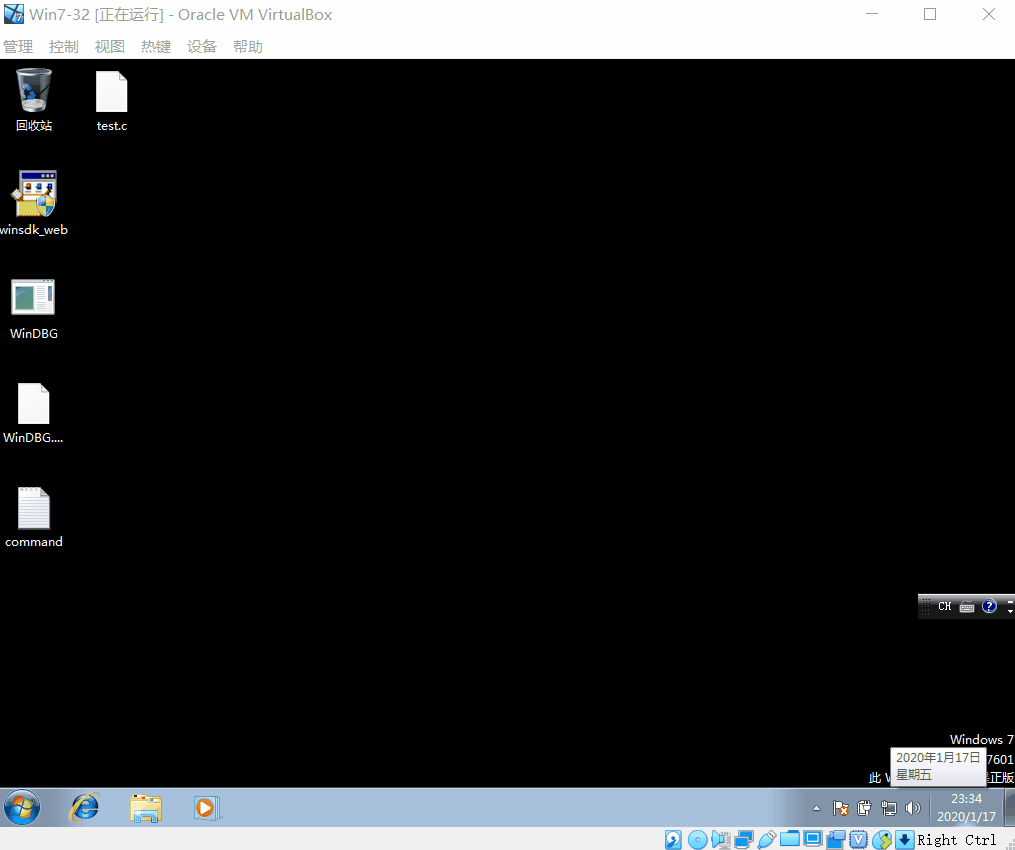 Win7-32 [正在运行] - Oracle VM VirtualBox
管理 控制 视图 热键 设备 帮助
回收站
test.c
winsdk_web
WinDBG
WinDBG....
command
CH
Windows 7
7601
此 W
正版
2020年1月17日
星期五
23:34
2020/1/17
Right Ctrl